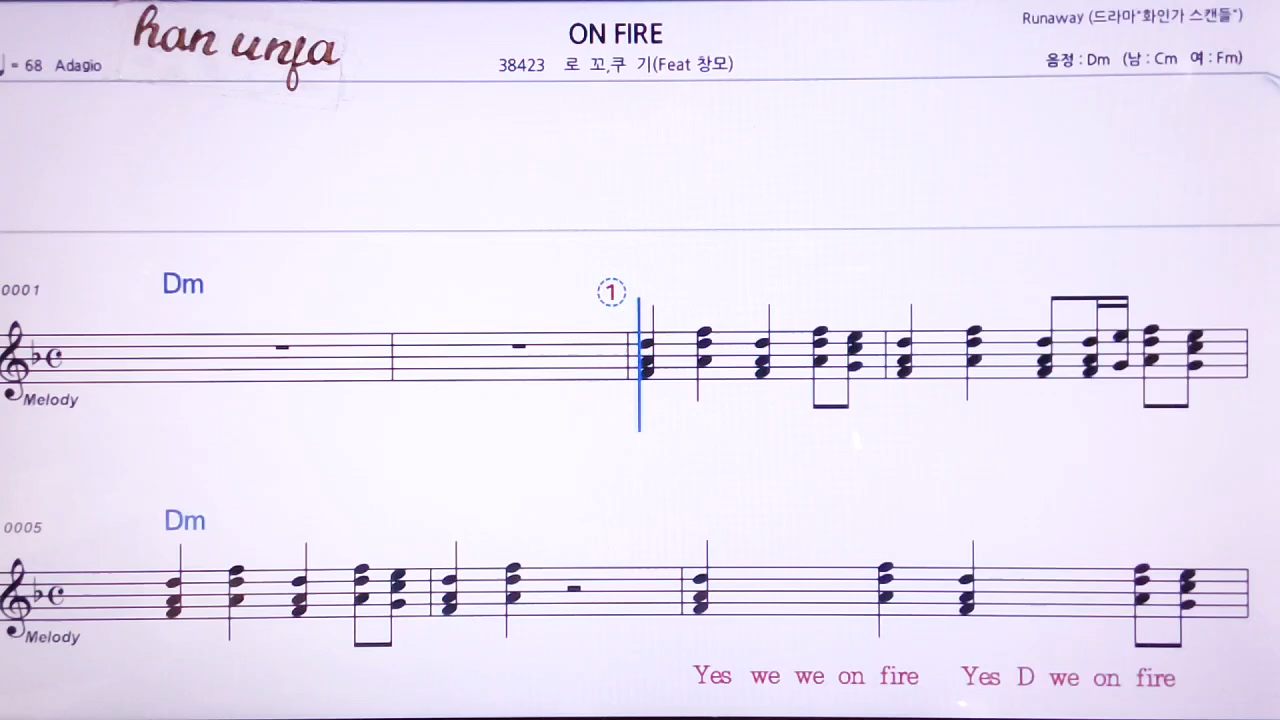 han unfa
ON FIRE
Runaway (드라마"화인가 스캔들")
= 68 Adagio
38423 로 꼬,쿠 기(Feat 창모)
음정 : Dm (남 : Cm 여 : Fm)
0001
Dm
1
Melody
0005
Dm
Melody
Yes we we on fire Yes D we on fire